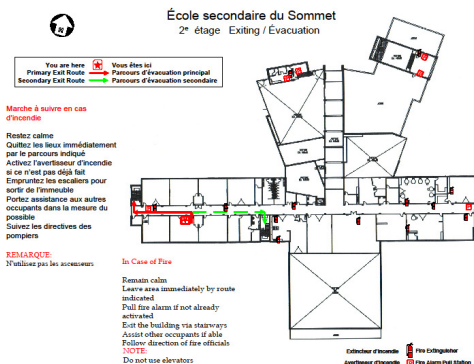 École secondaire du Sommet
2e étage Exiting / Évacuation
You are here Vous êtes ici
Primary Exit Route Parcours d'évacuation principal
Secondary Exit Route Parcours d'évacuation secondaire
Marche à suivre en cas
d'incendie
Restez calme
Quittez les lieux immédiatement
par le parcours indiqué
Activez l'avertisseur d'incendie
si ce n'est pas déjà fait
Empruntez les escaliers pour
sortir de l'immeuble
Portez assistance aux autres
occupants dans la mesure du
possible
Suivez les directives des
pompiers
REMARQUE:
N'utilisez pas les ascenseurs
In Case of Fire
Remain calm
Leave area immediately by route
indicated
Pull fire alarm if not already
activated
Exit the building via stairways
Assist other occupants if able
Follow direction of fire officials
NOTE:
Do not use elevators
Extincteur d'incendie Fire Extinguisher
Avertisseur d'incendie Fire Alarm Pull Station